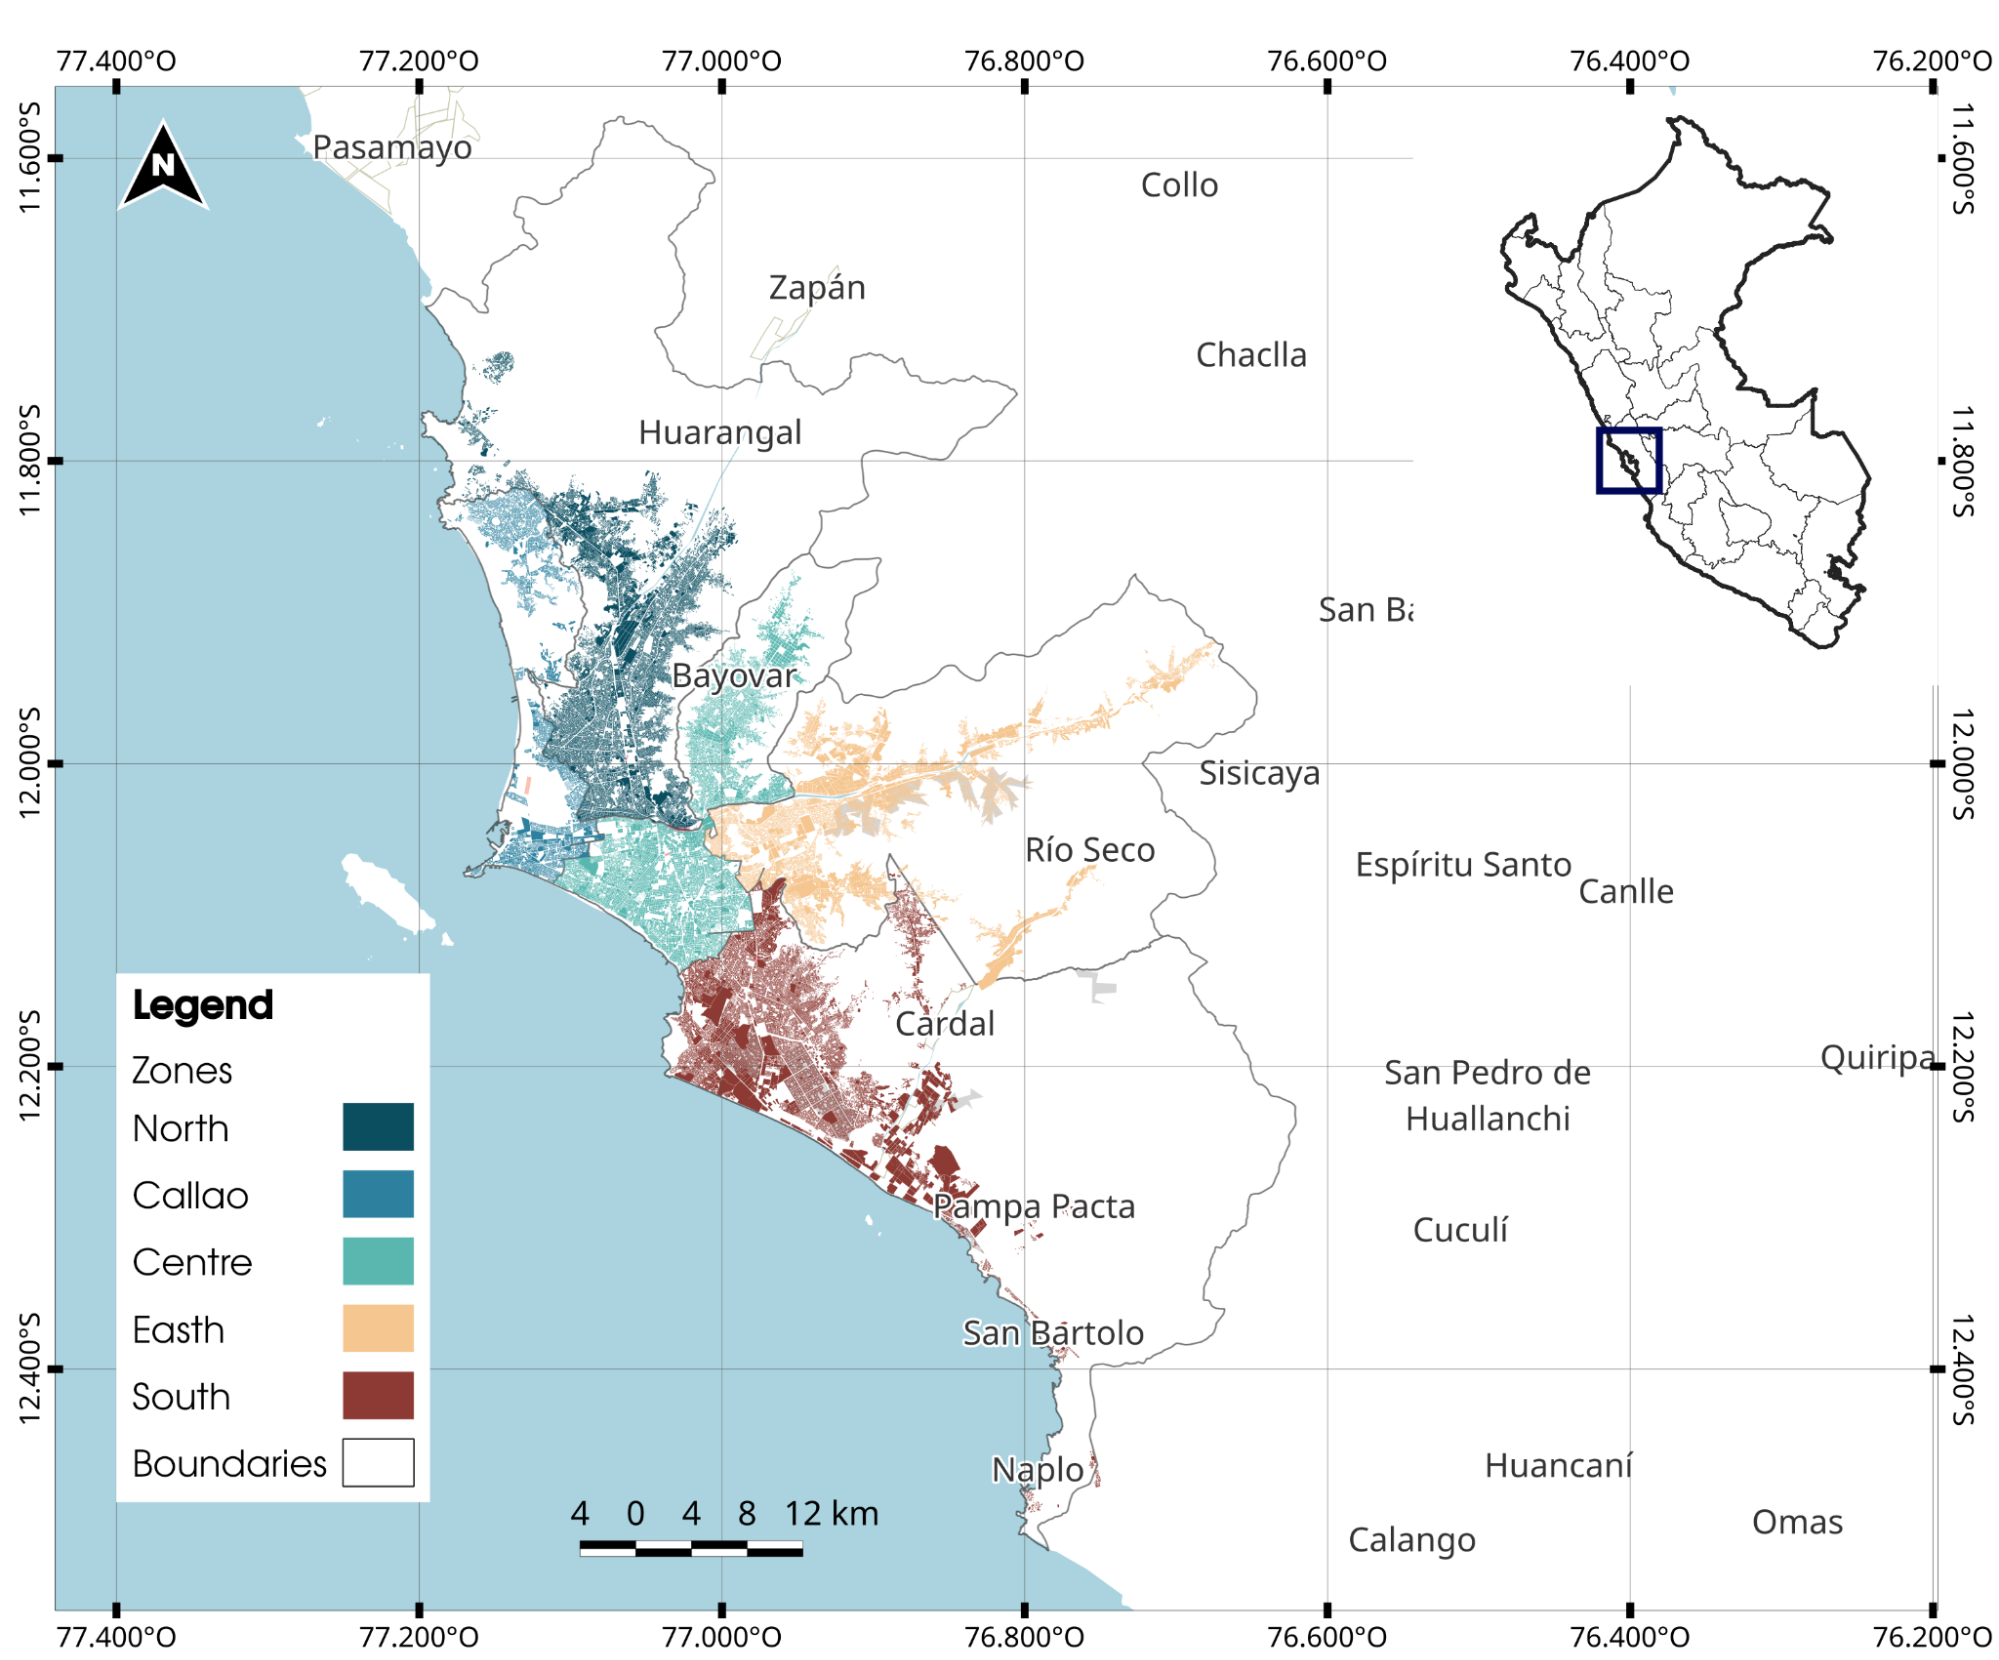 77.400°O 77.200°O 77.000°O 76.800°O 76.600°O 76.400°O 76.200°O
11.600°S
11.800°S
12.000°S
12.200°S
12.400°S
11.600°S
11.800°S
12.000°S
12.200°S
12.400°S
N
Pasamayo
Collo
Zapán
Chaclla
Huarangal
San Ba
Bayovar
Sisicaya
Río Seco
Espíritu Santo
Canlle
Cardal
Quiripa
San Pedro de
Huallanchi
Pampa Pacta
Cuculí
San Bartolo
Naplo
Huancaní
Omas
Calango
Legend
Zones
North
Callao
Centre
Easth
South
Boundaries
4 0 4 8 12 km
77.400°O 77.200°O 77.000°O 76.800°O 76.600°O 76.400°O 76.200°O